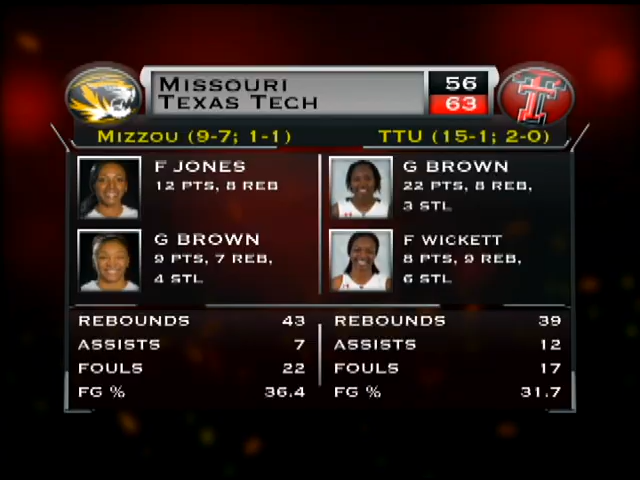 MISSOURI 56
TEXAS TECH 63
MIZZOU (9-7; 1-1) TTU (15-1; 2-0)
F JONES
12 PTS, 8 REB
G BROWN
9 PTS, 7 REB,
4 STL
G BROWN
22 PTS, 8 REB,
3 STL
F WICKETT
8 PTS, 9 REB,
6 STL
REBOUNDS 43
ASSISTS 7
FOULS 22
FG % 36.4
REBOUNDS 39
ASSISTS 12
FOULS 17
FG % 31.7